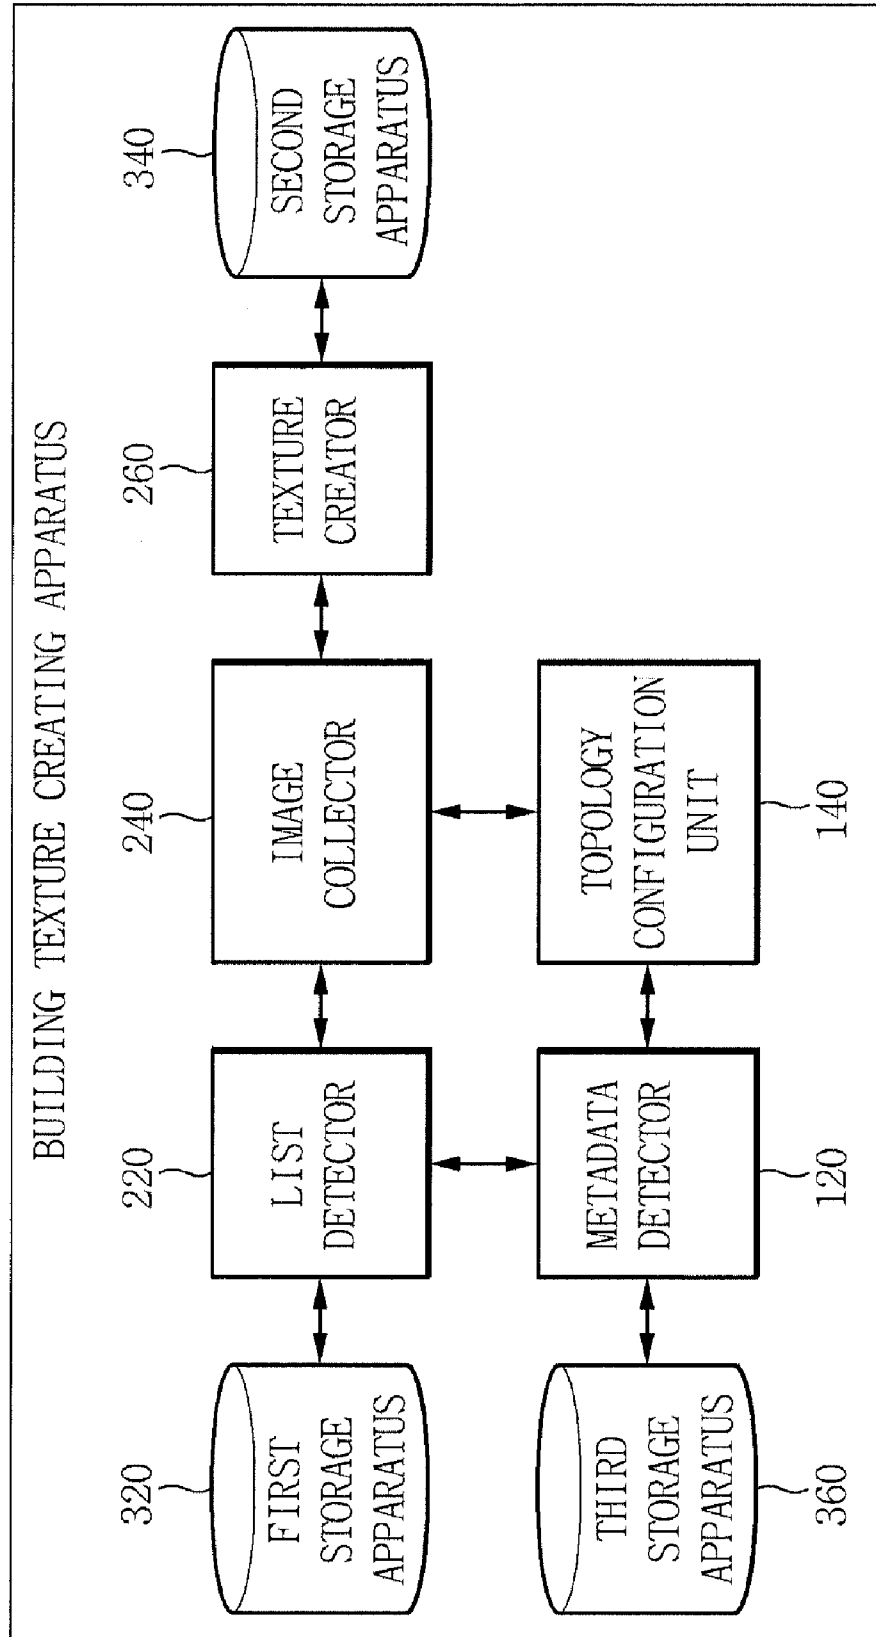 BUILDING TEXTURE CREATING APPARATUS
320
FIRST
STORAGE
APPARATUS
220
LIST
DETECTOR
240
IMAGE
COLLECTOR
260
TEXTURE
CREATOR
340
SECOND
STORAGE
APPARATUS
THIRD
STORAGE
APPARATUS
360
METADATA
DETECTOR
120
TOPOLOGY
CONFIGURATION
UNIT
140